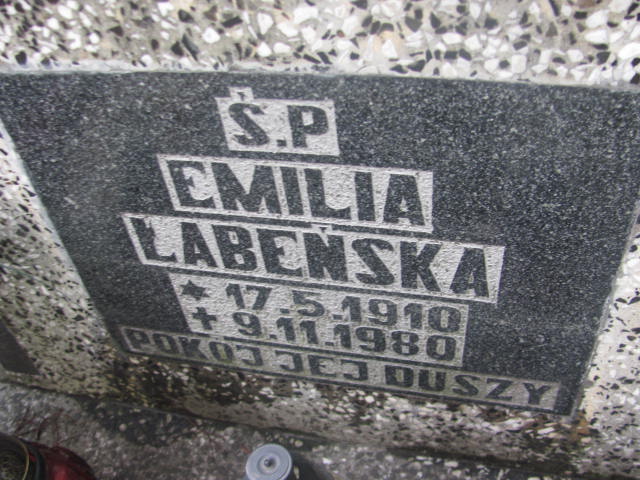 Ś.P
EMILIA
ŁABEŃSKA
* 17.5.1910
+ 9.11.1980
POKÓJ JEJ DUSZY